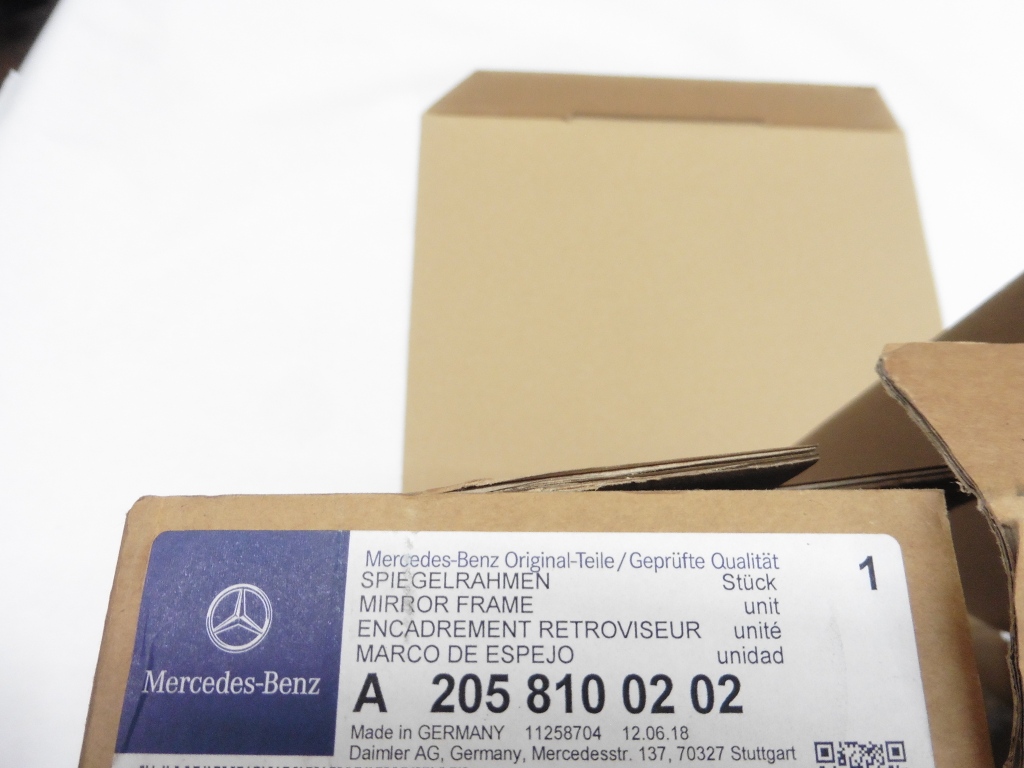 Mercedes-Benz Original-Teile/Geprüfte Qualität
1
SPIEGELRAHMEN Stück
MIRROR FRAME unit
ENCADREMENT RETROVISEUR unité
MARCO DE ESPEJO unidad
Mercedes-Benz
A 205 810 02 02
Made in GERMANY 11258704 12.06.18
Daimler AG, Germany, Mercedesstr. 137, 70327 Stuttgart